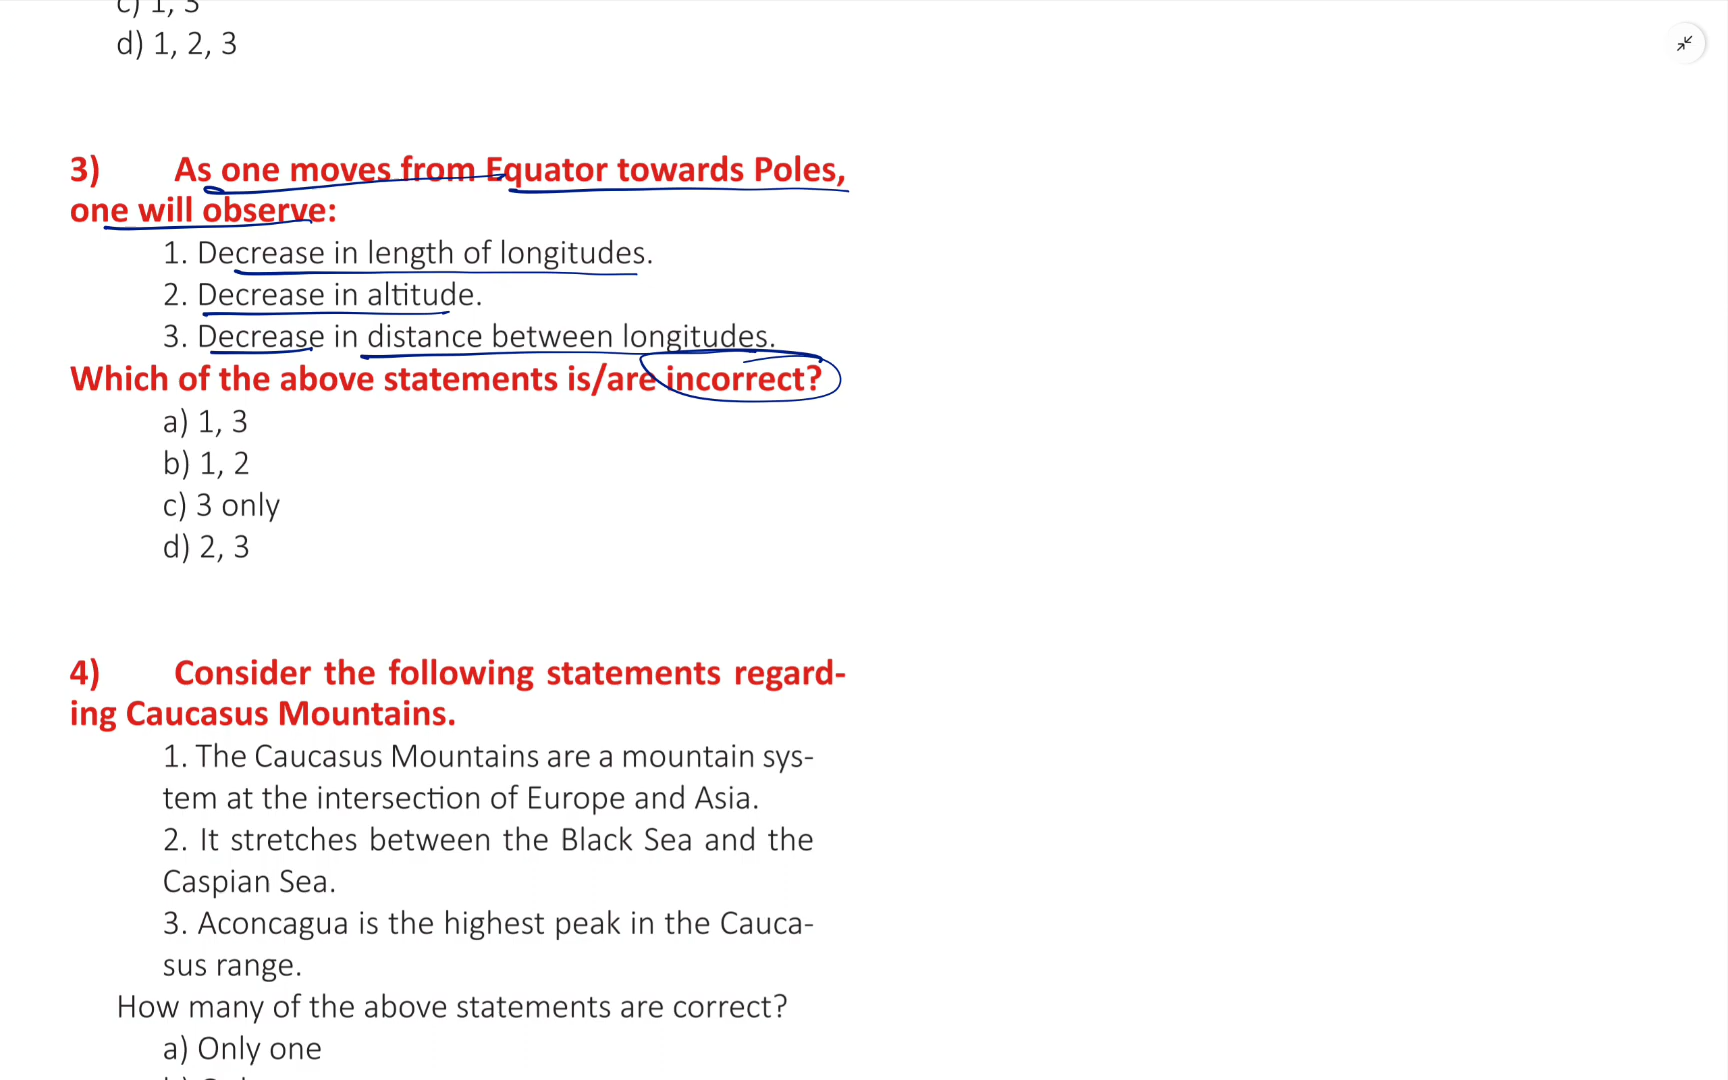 c) 1, 3
d) 1, 2, 3
3) As one moves from Equator towards Poles,
one will observe:
1. Decrease in length of longitudes.
2. Decrease in altitude.
3. Decrease in distance between longitudes.
Which of the above statements is/are incorrect?
a) 1, 3
b) 1, 2
c) 3 only
d) 2, 3
4) Consider the following statements regard-
ing Caucasus Mountains.
1. The Caucasus Mountains are a mountain sys-
tem at the intersection of Europe and Asia.
2. It stretches between the Black Sea and the
Caspian Sea.
3. Aconcagua is the highest peak in the Cauca-
sus range.
How many of the above statements are correct?
a) Only one